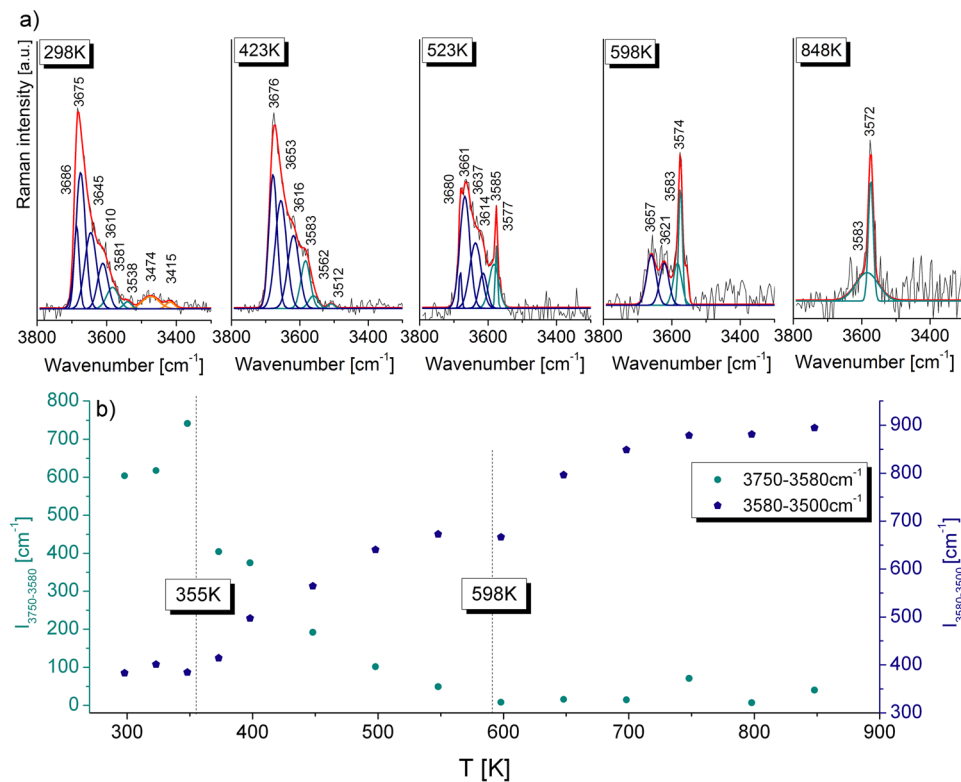 a)
298K
423K
523K
598K
848K
Raman intensity [a.u.]
3686
3675
3645
3610
3581
3538
3474
3415
3676
3653
3616
3583
3562
3512
3680
3661
3637
3614
3585
3577
3657
3621
3583
3574
3583
3572
3800 3600 3400
3800 3600 3400
3800 3600 3400
3800 3600 3400
3800 3600 3400
Wavenumber [cm⁻¹]
Wavenumber [cm⁻¹]
Wavenumber [cm⁻¹]
Wavenumber [cm⁻¹]
Wavenumber [cm⁻¹]
b)
I3750-3580 [cm⁻¹]
800
700
600
500
400
300
200
100
0
355K
598K
3750-3580cm⁻¹
3580-3500cm⁻¹
900
800
700
600
500
400
300
I3580-3500 [cm⁻¹]
300 400 500 600 700 800 900
T [K]